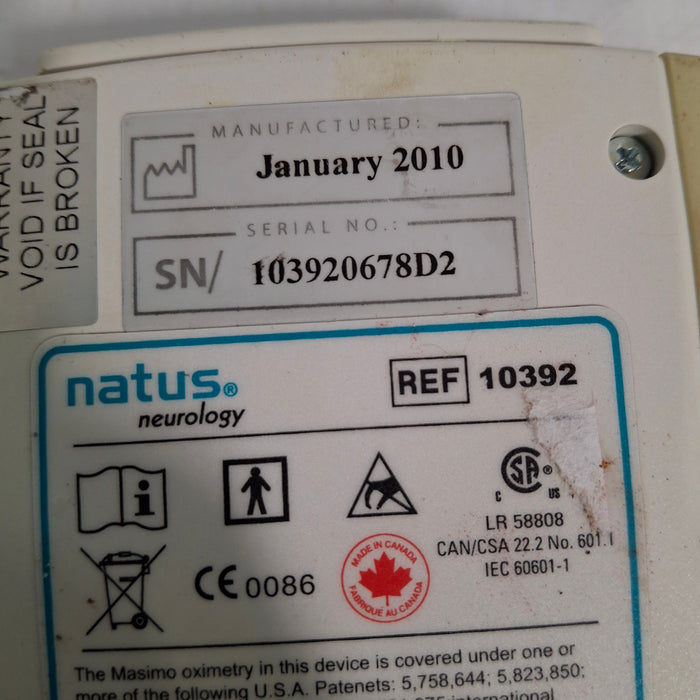 WARRANTY
VOID IF SEAL
IS BROKEN
MANUFACTURED:
January 2010
SERIAL NO.:
SN/ 103920678D2
natus® REF 10392
neurology
i
CSA®
C US
LR 58808
CAN/CSA 22.2 No. 601.1
IEC 60601-1
CE 0086
MADE IN CANADA
FABRIQUÉ AU CANADA
The Masimo oximetry in this device is covered under one or
more of the following U.S.A. Patenets: 5,758,644; 5,823,850;
international